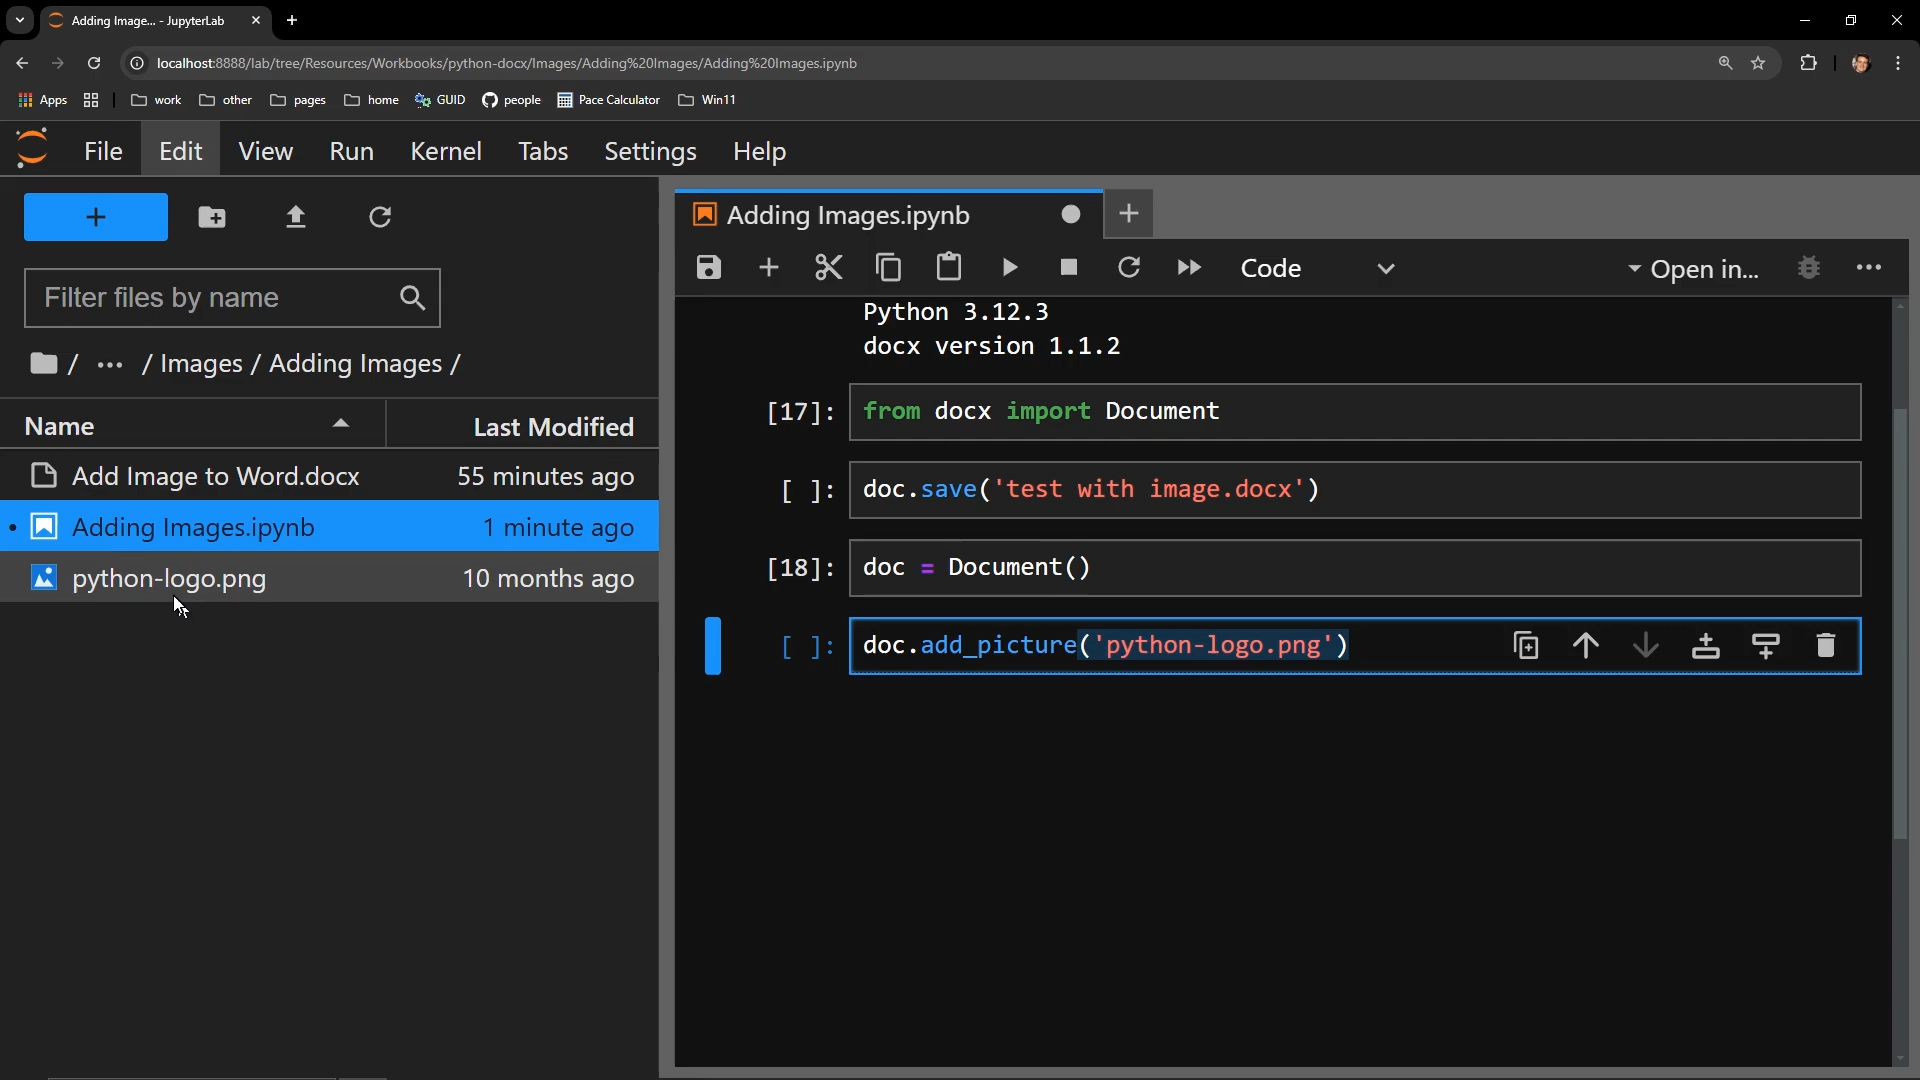 Adding Image... - JupyterLab
localhost:8888/lab/tree/Resources/Workbooks/python-docx/Images/Adding%20Images/Adding%20Images.ipynb
Apps work other pages home GUID people Pace Calculator Win11
File Edit View Run Kernel Tabs Settings Help
Filter files by name
/ ... / Images / Adding Images /
Name Last Modified
Add Image to Word.docx 55 minutes ago
Adding Images.ipynb 1 minute ago
python-logo.png 10 months ago
Adding Images.ipynb
Code Open in...
Python 3.12.3
docx version 1.1.2
[17]: from docx import Document
[ ]: doc.save('test with image.docx')
[18]: doc = Document()
[ ]: doc.add_picture('python-logo.png')